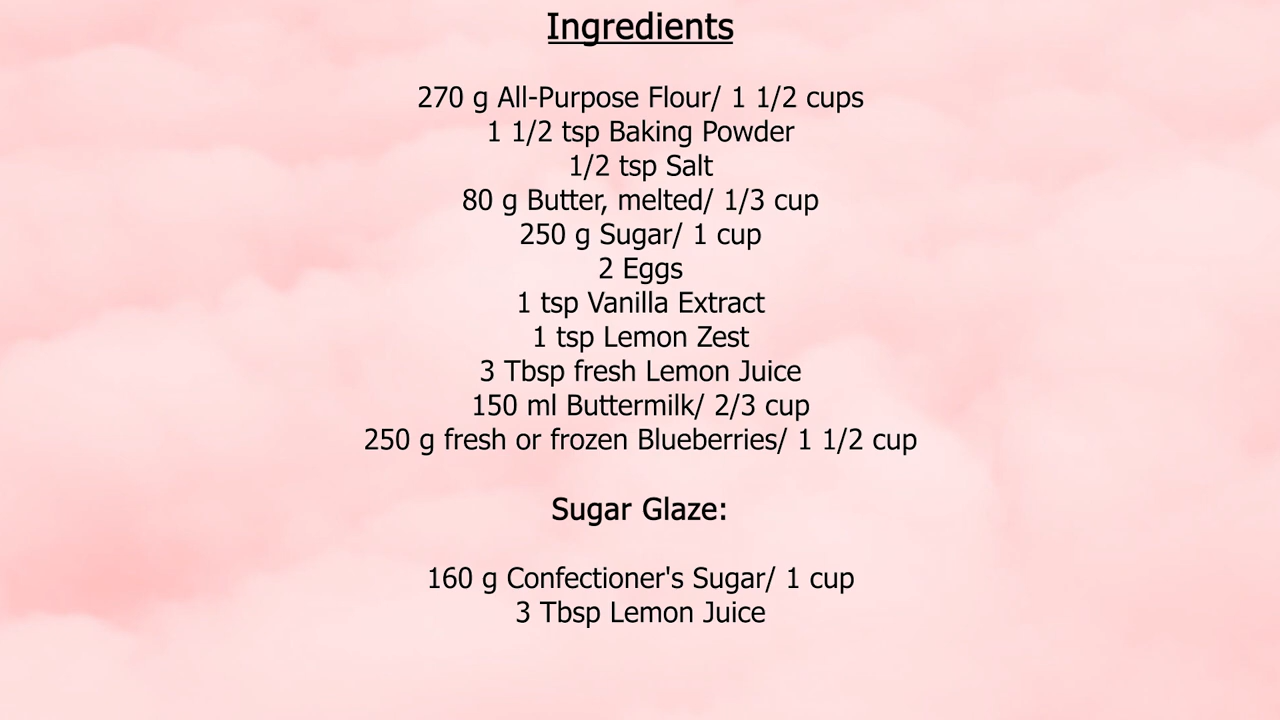 Ingredients
270 g All-Purpose Flour/ 1 1/2 cups
1 1/2 tsp Baking Powder
1/2 tsp Salt
80 g Butter, melted/ 1/3 cup
250 g Sugar/ 1 cup
2 Eggs
1 tsp Vanilla Extract
1 tsp Lemon Zest
3 Tbsp fresh Lemon Juice
150 ml Buttermilk/ 2/3 cup
250 g fresh or frozen Blueberries/ 1 1/2 cup
Sugar Glaze:
160 g Confectioner's Sugar/ 1 cup
3 Tbsp Lemon Juice